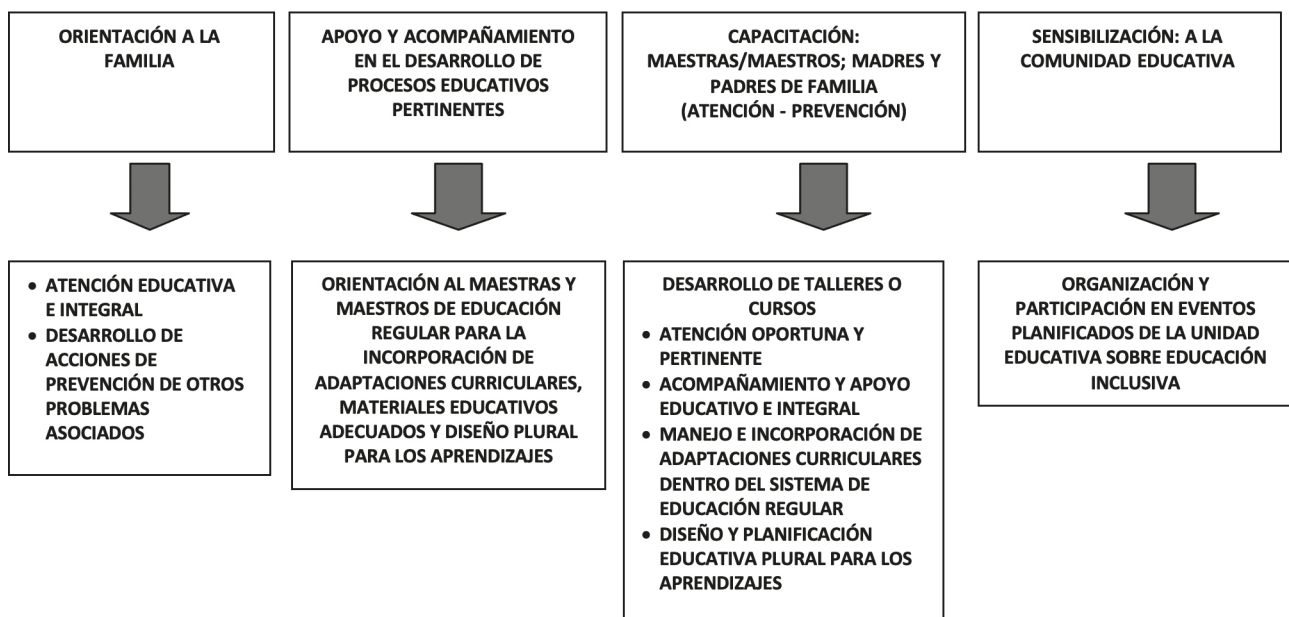 ORIENTACIÓN A LA
FAMILIA
APOYO Y ACOMPAÑAMIENTO
EN EL DESARROLLO DE
PROCESOS EDUCATIVOS
PERTINENTES
CAPACITACIÓN:
MAESTRAS/MAESTROS; MADRES Y
PADRES DE FAMILIA
(ATENCIÓN - PREVENCIÓN)
SENSIBILIZACIÓN: A LA
COMUNIDAD EDUCATIVA
• ATENCIÓN EDUCATIVA
E INTEGRAL
• DESARROLLO DE
ACCIONES DE
PREVENCIÓN DE OTROS
PROBLEMAS
ASOCIADOS
ORIENTACIÓN AL MAESTRAS Y
MAESTROS DE EDUCACIÓN
REGULAR PARA LA
INCORPORACIÓN DE
ADAPTACIONES CURRICULARES,
MATERIALES EDUCATIVOS
ADECUADOS Y DISEÑO PLURAL
PARA LOS APRENDIZAJES
DESARROLLO DE TALLERES O
CURSOS
• ATENCIÓN OPORTUNA Y
PERTINENTE
• ACOMPAÑAMIENTO Y APOYO
EDUCATIVO E INTEGRAL
• MANEJO E INCORPORACIÓN DE
ADAPTACIONES CURRICULARES
DENTRO DEL SISTEMA DE
EDUCACIÓN REGULAR
• DISEÑO Y PLANIFICACIÓN
EDUCATIVA PLURAL PARA LOS
APRENDIZAJES
ORGANIZACIÓN Y
PARTICIPACIÓN EN EVENTOS
PLANIFICADOS DE LA UNIDAD
EDUCATIVA SOBRE EDUCACIÓN
INCLUSIVA